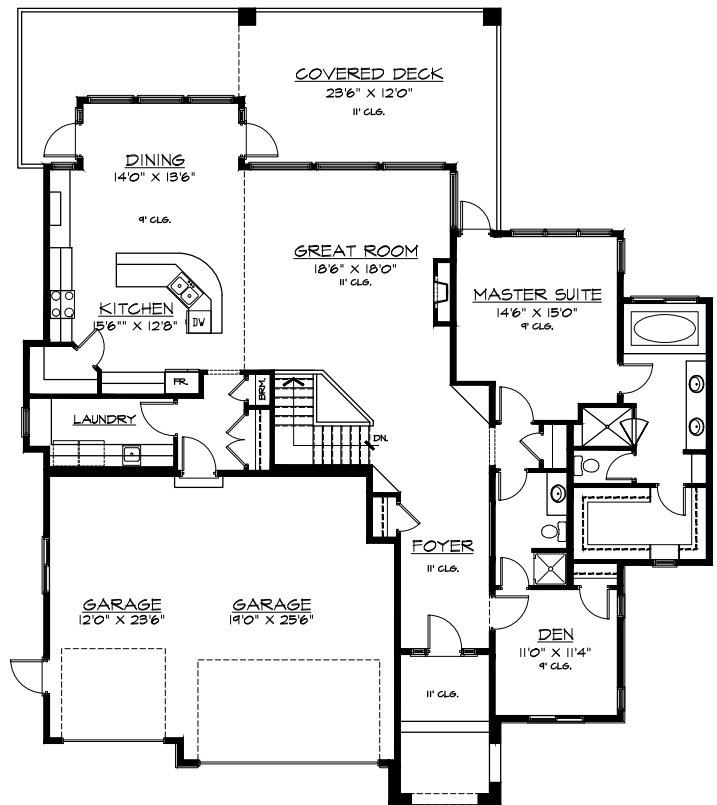 COVERED DECK
23'6" X 12'0"
11' CLG.
DINING
14'0" X 13'6"
9' CLG.
GREAT ROOM
18'6" X 18'0"
11' CLG.
MASTER SUITE
14'6" X 15'0"
9' CLG.
KITCHEN
15'6"" X 12'8"
DW
FR.
BRM.
LAUNDRY
DN.
FOYER
11' CLG.
GARAGE
12'0" X 23'6"
GARAGE
19'0" X 25'6"
DEN
11'0" X 11'4"
9' CLG.
11' CLG.